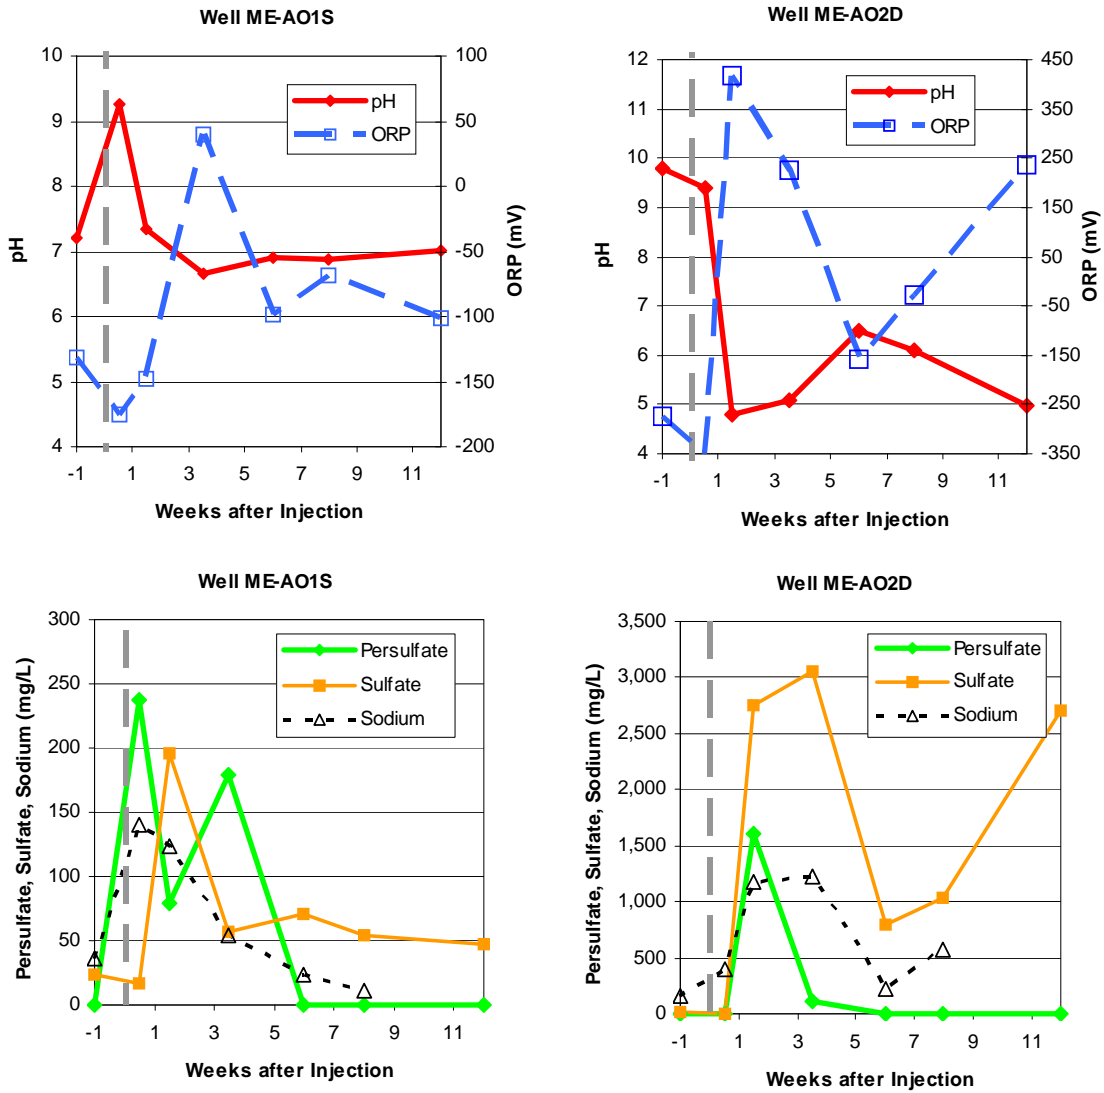 Well ME-AO1S
10
9
8
7
6
5
4
100
50
0
-50
-100
-150
-200
pH
ORP
pH
ORP (mV)
-1 1 3 5 7 9 11
Weeks after Injection
Well ME-AO2D
12
11
10
9
8
7
6
5
4
450
350
250
150
50
-50
-150
-250
-350
pH
ORP
pH
ORP (mV)
-1 1 3 5 7 9 11
Weeks after Injection
Well ME-AO1S
300
250
200
150
100
50
0
Persulfate
Sulfate
Sodium
Persulfate, Sulfate, Sodium (mg/L)
-1 1 3 5 7 9 11
Weeks after Injection
Well ME-AO2D
3,500
3,000
2,500
2,000
1,500
1,000
500
0
Persulfate
Sulfate
Sodium
Persulfate, Sulfate, Sodium (mg/L)
-1 1 3 5 7 9 11
Weeks after Injection